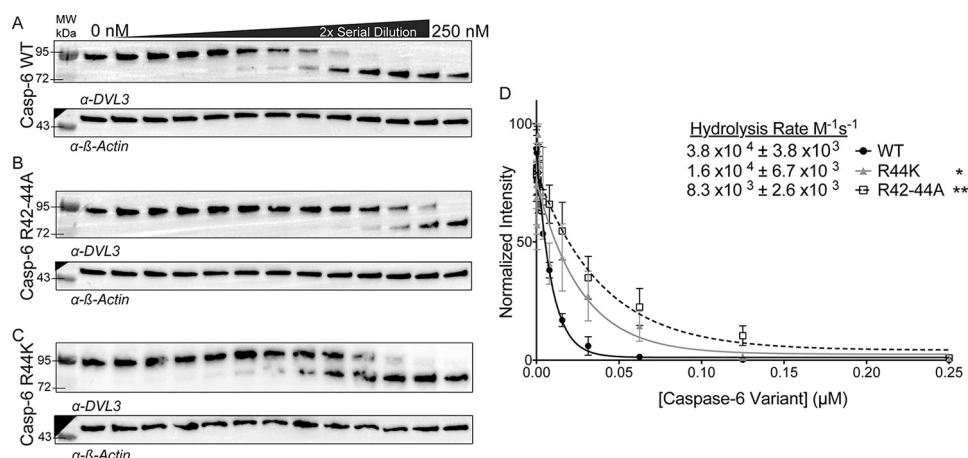 A
MW
kDa
0 nM
2x Serial Dilution
250 nM
Casp-6 WT
95
72
α-DVL3
43
α-ß-Actin
B
Casp-6 R42-44A
95
72
α-DVL3
43
α-ß-Actin
C
Casp-6 R44K
95
72
α-DVL3
43
α-ß-Actin
D
Normalized Intensity
100
50
0
0.00
0.05
0.10
0.15
0.20
0.25
[Caspase-6 Variant] (µM)
Hydrolysis Rate M⁻¹s⁻¹
3.8 x10⁴ ± 3.8 x10³ WT
1.6 x10⁴ ± 6.7 x10³ R44K *
8.3 x10³ ± 2.6 x10³ R42-44A **